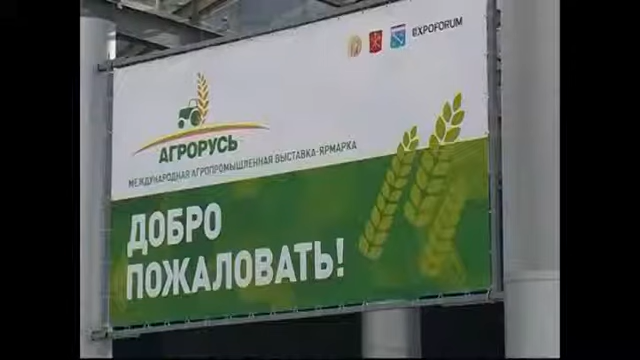 EXPOFORUM
АГРОРУСЬ
МЕЖДУНАРОДНАЯ АГРОПРОМЫШЛЕННАЯ ВЫСТАВКА-ЯРМАРКА
ДОБРО
ПОЖАЛОВАТЬ!